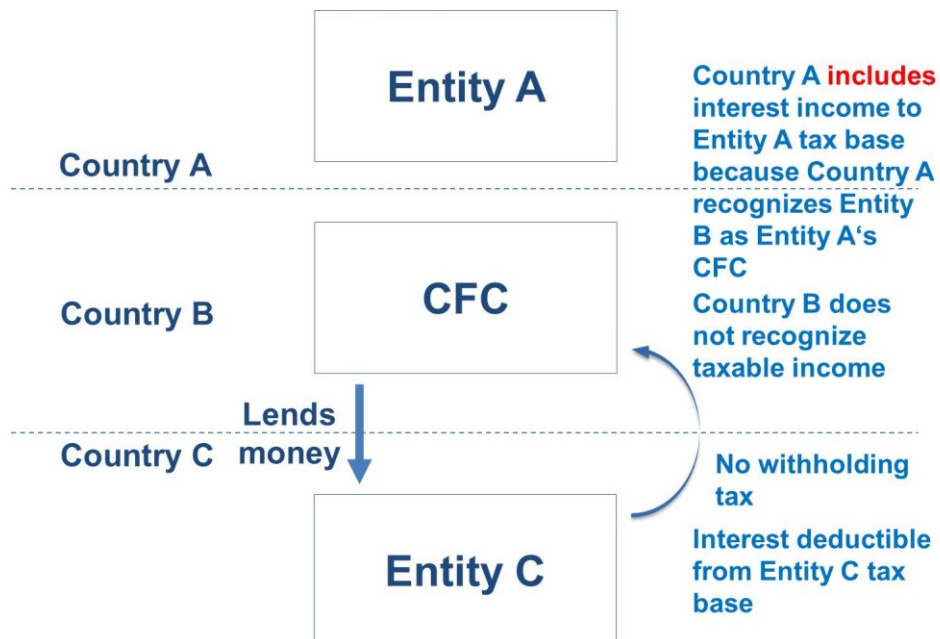 Entity A
Country A
Country A includes
interest income to
Entity A tax base
because Country A
recognizes Entity
B as Entity A‘s
CFC
CFC
Country B
Country B does
not recognize
taxable income
Lends
money
Country C
No withholding
tax
Entity C
Interest deductible
from Entity C tax
base